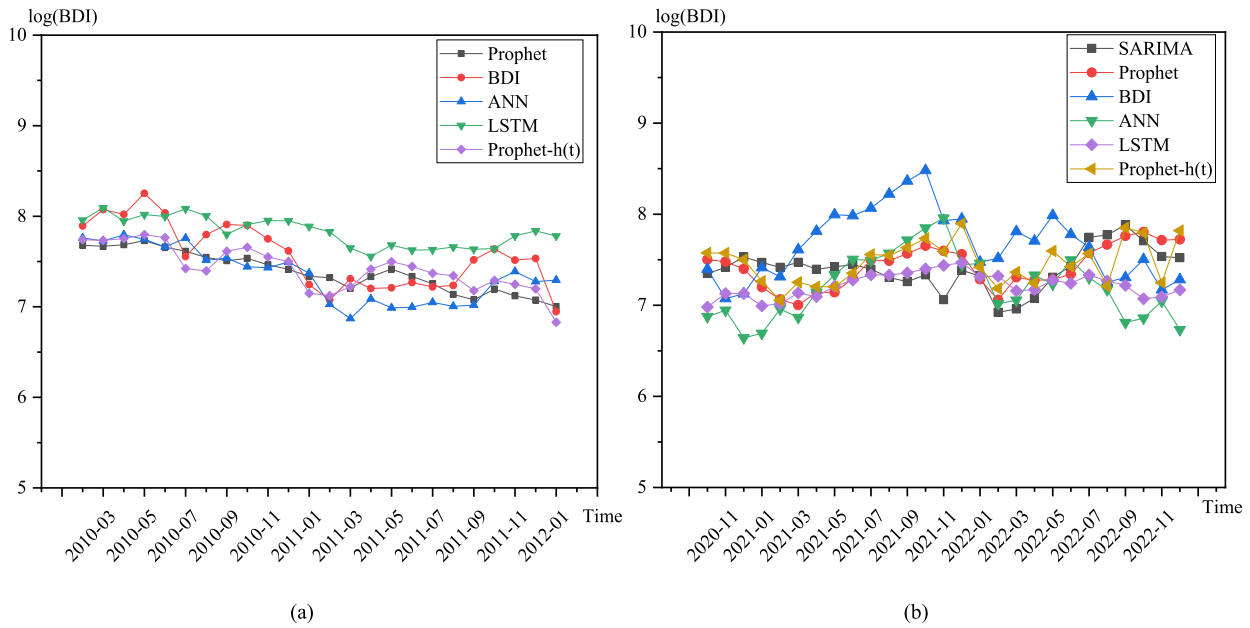 log(BDI)
10
9
8
7
6
5
Prophet
BDI
ANN
LSTM
Prophet-h(t)
2010-03
2010-05
2010-07
2010-09
2010-11
2011-01
2011-03
2011-05
2011-07
2011-09
2011-11
2012-01
Time
(a)
log(BDI)
10
9
8
7
6
5
SARIMA
Prophet
BDI
ANN
LSTM
Prophet-h(t)
2020-11
2021-01
2021-03
2021-05
2021-07
2021-09
2021-11
2022-01
2022-03
2022-05
2022-07
2022-09
2022-11
Time
(b)